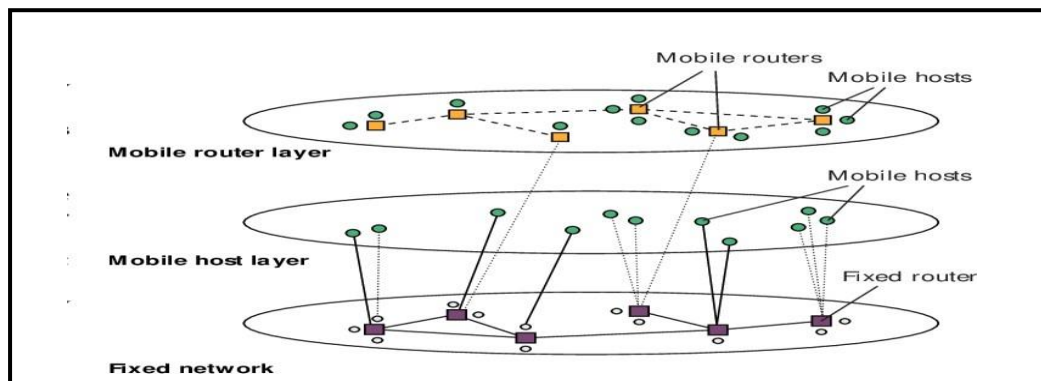 Mobile routers
Mobile hosts
Mobile router layer
Mobile hosts
Mobile host layer
Fixed router
Fixed network